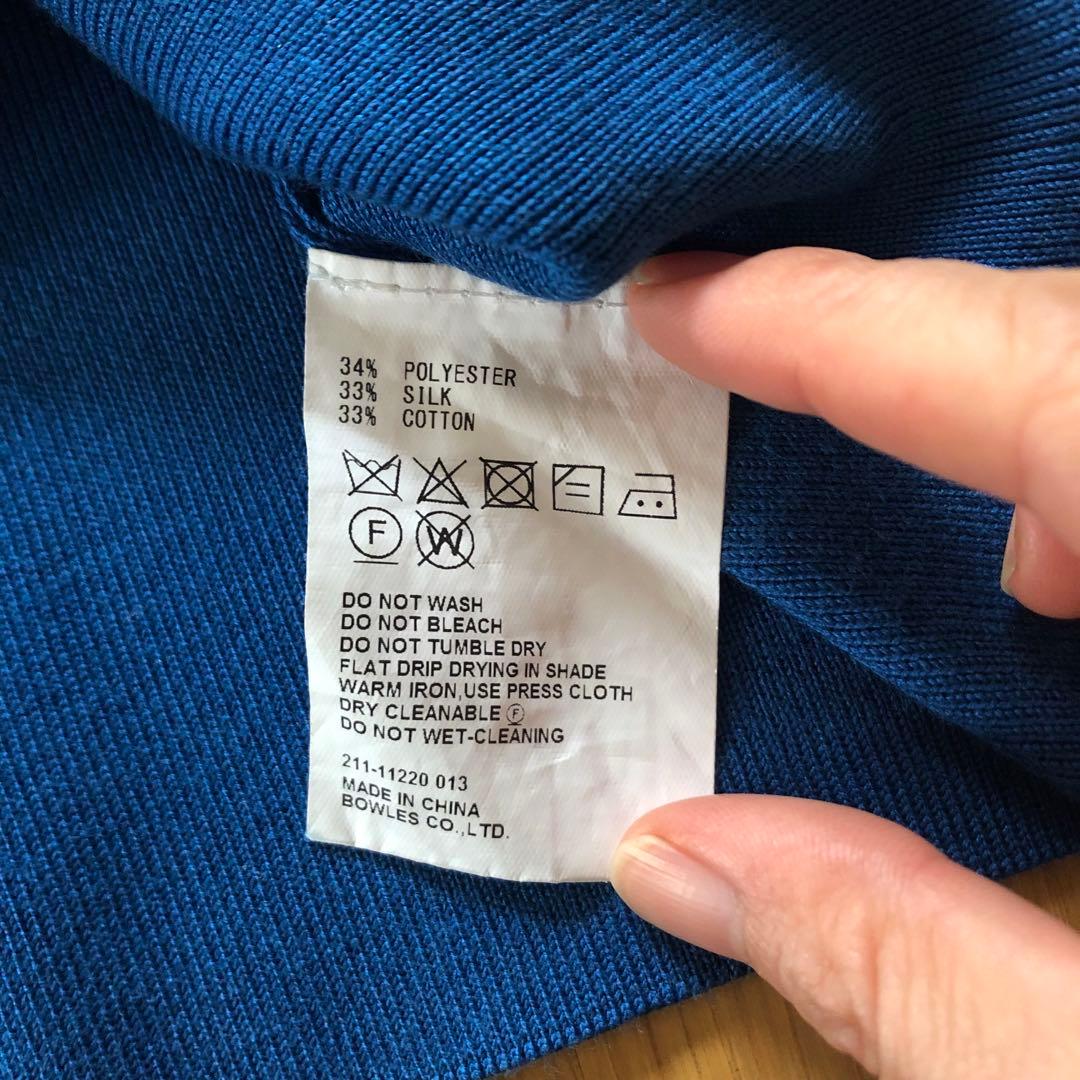 34% POLYESTER
33% SILK
33% COTTON
F W
DO NOT WASH
DO NOT BLEACH
DO NOT TUMBLE DRY
FLAT DRIP DRYING IN SHADE
WARM IRON,USE PRESS CLOTH
DRY CLEANABLE Ⓕ
DO NOT WET-CLEANING
211-11220 013
MADE IN CHINA
BOWLES CO.,LTD.